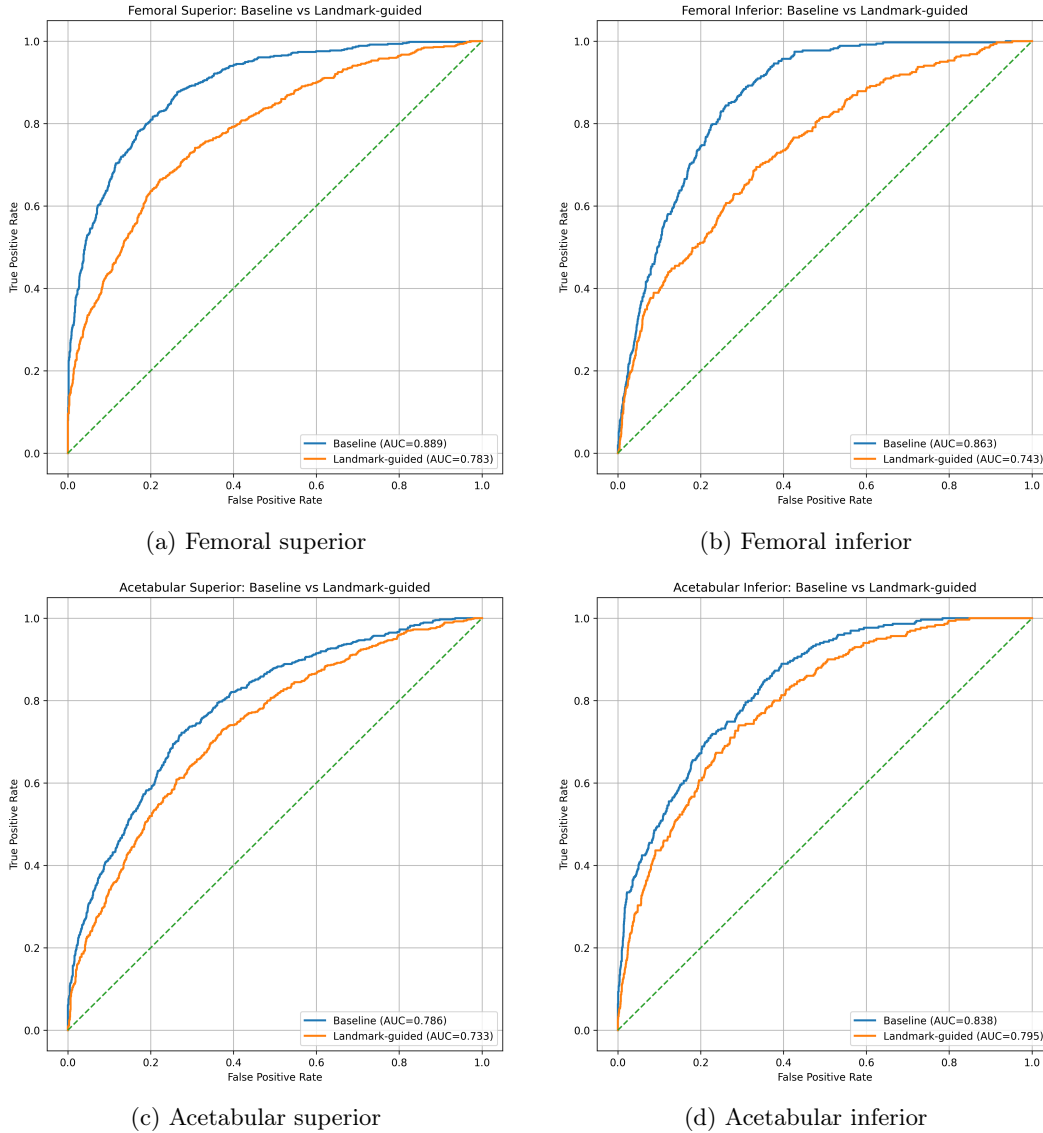 Femoral Superior: Baseline vs Landmark-guided
1.0
0.8
0.6
0.4
0.2
0.0
True Positive Rate
Baseline (AUC=0.889)
Landmark-guided (AUC=0.783)
0.0 0.2 0.4 0.6 0.8 1.0
False Positive Rate
(a) Femoral superior
Femoral Inferior: Baseline vs Landmark-guided
1.0
0.8
0.6
0.4
0.2
0.0
True Positive Rate
Baseline (AUC=0.863)
Landmark-guided (AUC=0.743)
0.0 0.2 0.4 0.6 0.8 1.0
False Positive Rate
(b) Femoral inferior
Acetabular Superior: Baseline vs Landmark-guided
1.0
0.8
0.6
0.4
0.2
0.0
True Positive Rate
Baseline (AUC=0.786)
Landmark-guided (AUC=0.733)
0.0 0.2 0.4 0.6 0.8 1.0
False Positive Rate
(c) Acetabular superior
Acetabular Inferior: Baseline vs Landmark-guided
1.0
0.8
0.6
0.4
0.2
0.0
True Positive Rate
Baseline (AUC=0.838)
Landmark-guided (AUC=0.795)
0.0 0.2 0.4 0.6 0.8 1.0
False Positive Rate
(d) Acetabular inferior